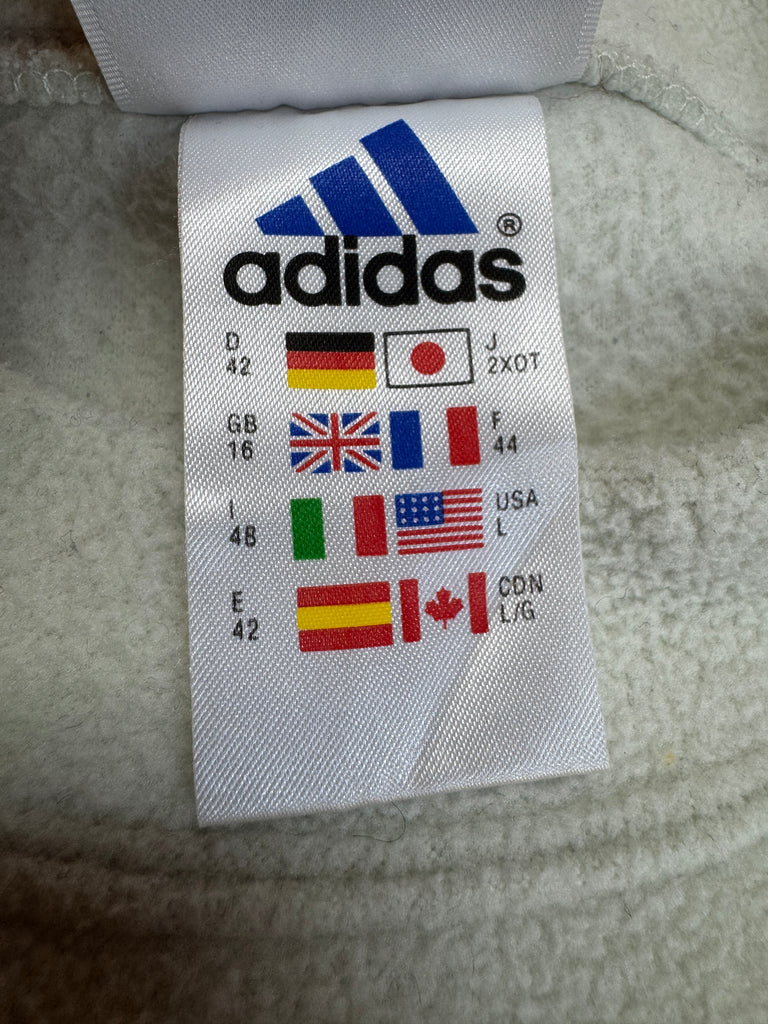 adidas®
D J
42 2XOT
GB F
16 44
I USA
48 L
E CDN
42 L/G